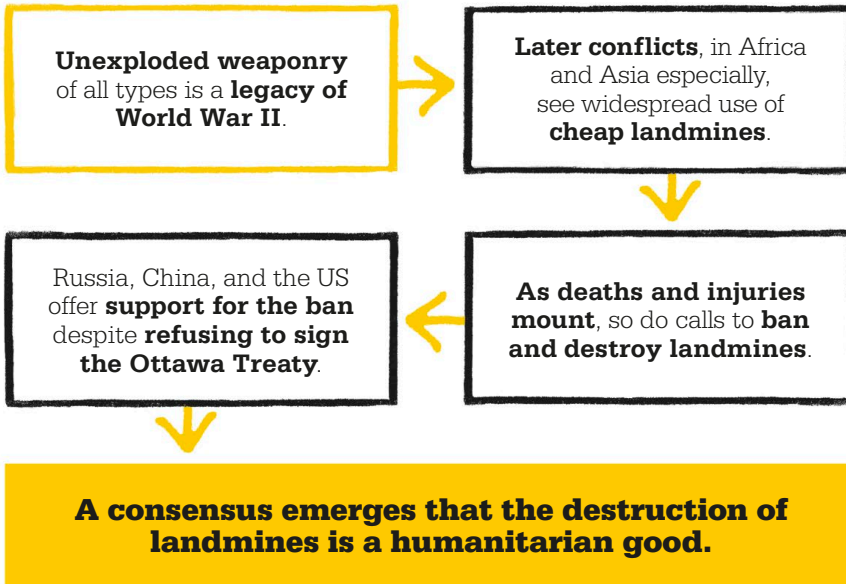 Unexploded weaponry
of all types is a legacy of
World War II.
Later conflicts, in Africa
and Asia especially,
see widespread use of
cheap landmines.
As deaths and injuries
mount, so do calls to ban
and destroy landmines.
Russia, China, and the US
offer support for the ban
despite refusing to sign
the Ottawa Treaty.
A consensus emerges that the destruction of
landmines is a humanitarian good.